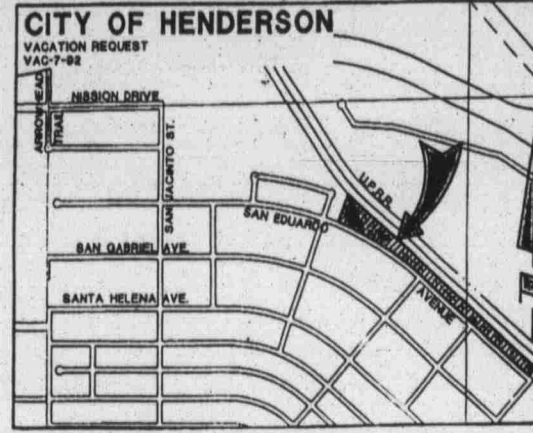 CITY OF HENDERSON
VACATION REQUEST
VAC-7-92
ARROWHEAD
TRAIL
NISSION DRIVE
SAN JACINTO ST.
U.P.R.R.
SAN EDUARDO
AVENUE
SAN GABRIEL AVE.
SANTA HELENA AVE.